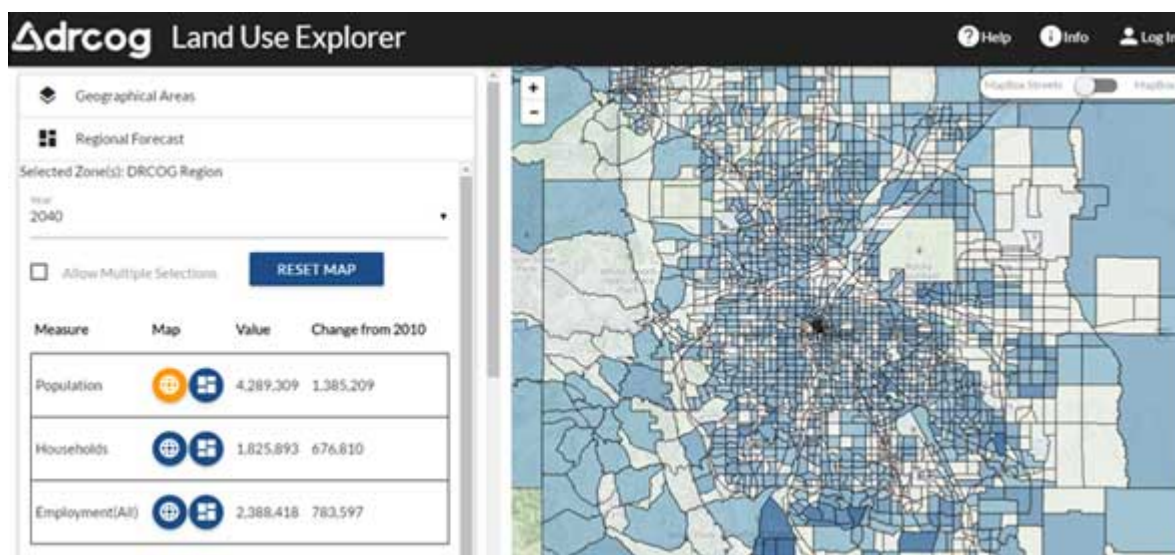 drcog Land Use Explorer
Help
Info
Log In
Geographical Areas
Regional Forecast
Selected Zone(s): DRCOG Region
Year
2040
Allow Multiple Selections
RESET MAP
Measure Map Value Change from 2010
Population 4,289,309 1,385,209
Households 1,825,893 676,810
Employment(All) 2,388,418 783,597
+
-
MapBox Streets
MapBox